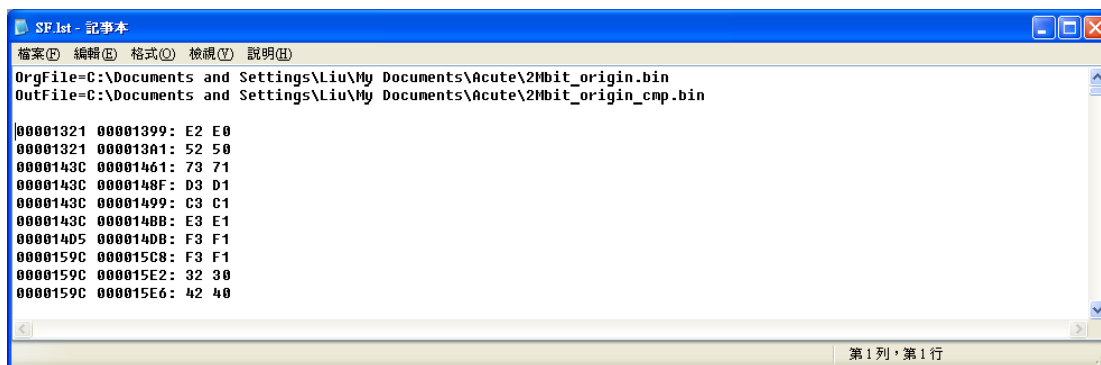 SF.lst - 記事本
檔案(F) 編輯(E) 格式(O) 檢視(V) 說明(H)
OrgFile=C:\Documents and Settings\Liu\My Documents\Acute\2Mbit_origin.bin
OutFile=C:\Documents and Settings\Liu\My Documents\Acute\2Mbit_origin_cmp.bin
00001321 00001399: E2 E0
00001321 000013A1: 52 50
0000143C 00001461: 73 71
0000143C 0000148F: D3 D1
0000143C 00001499: C3 C1
0000143C 000014BB: E3 E1
000014D5 000014DB: F3 F1
0000159C 000015C8: F3 F1
0000159C 000015E2: 32 30
0000159C 000015E6: 42 40
第 1 列，第 1 行